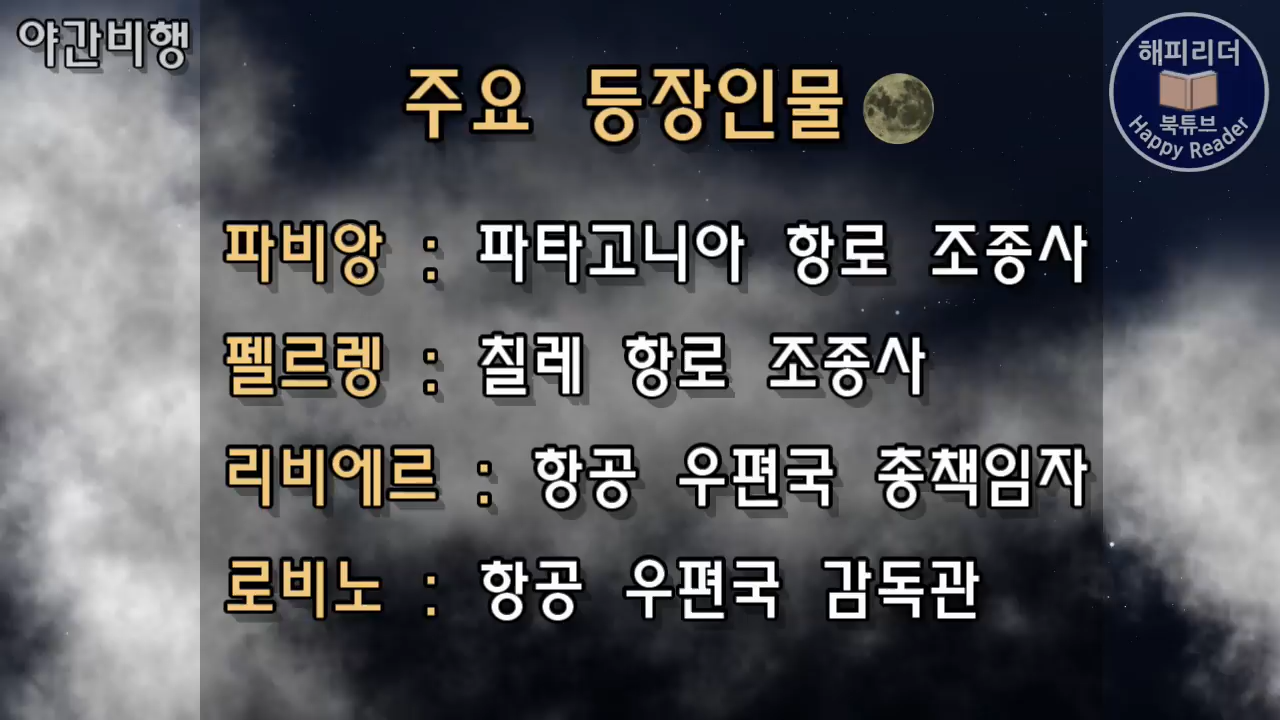 야간비행
주요 등장인물
해피리더
북튜브
Happy Reader
파비앙 : 파타고니아 항로 조종사
펠르렝 : 칠레 항로 조종사
리비에르 : 항공 우편국 총책임자
로비노 : 항공 우편국 감독관